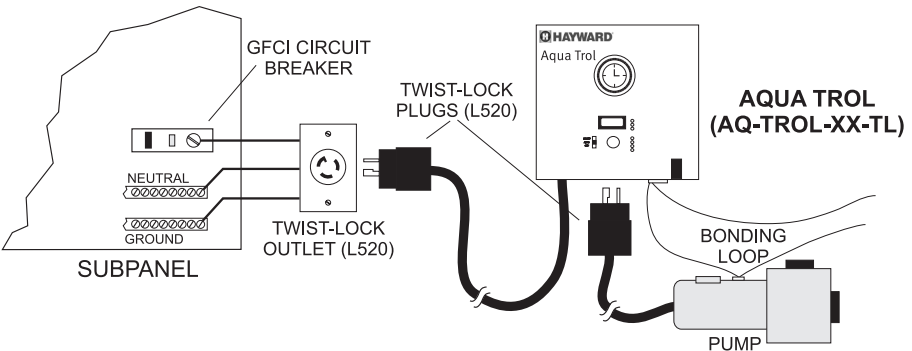 GFCI CIRCUIT
BREAKER
NEUTRAL
GROUND
SUBPANEL
TWIST-LOCK
OUTLET (L520)
TWIST-LOCK
PLUGS (L520)
HAYWARD
Aqua Trol
AQUA TROL
(AQ-TROL-XX-TL)
BONDING
LOOP
PUMP